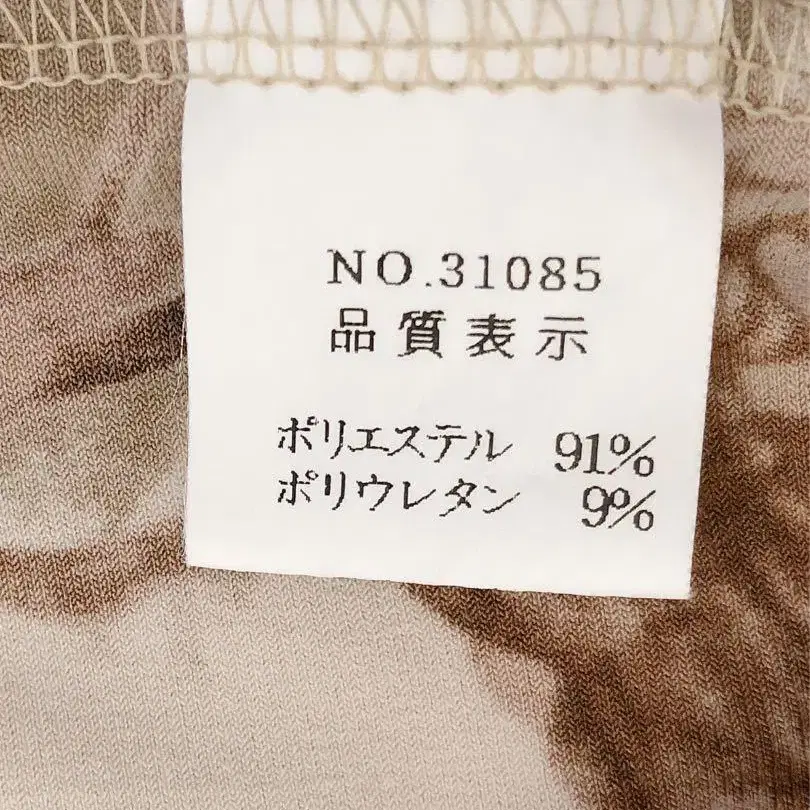 NO.31085
品質表示
ポリエステル 91%
ポリウレタン 9%